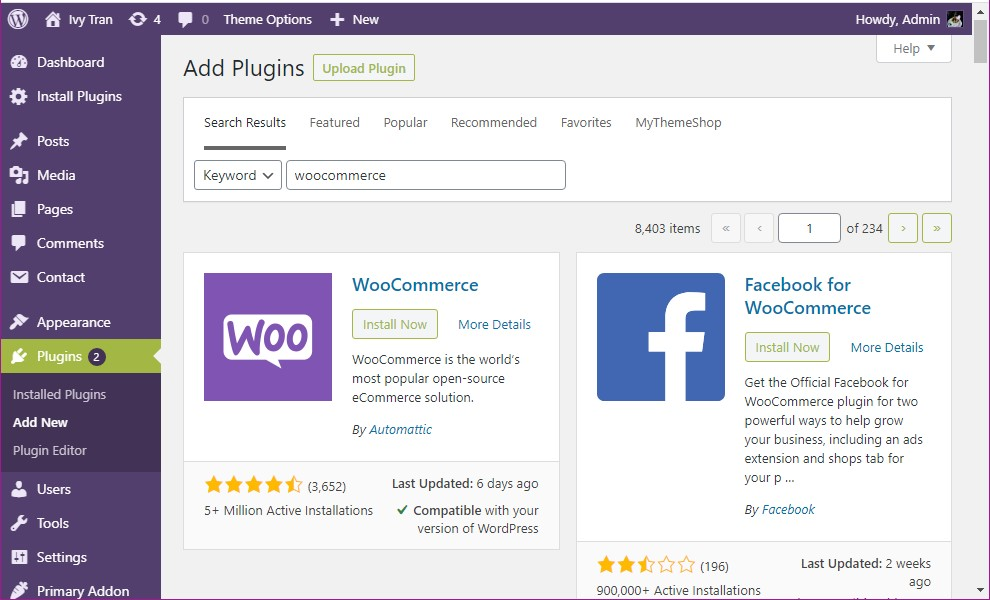 Ivy Tran 4 0 Theme Options New Howdy, Admin
Help
Dashboard
Install Plugins
Posts
Media
Pages
Comments
Contact
Appearance
Plugins 2
Installed Plugins
Add New
Plugin Editor
Users
Tools
Settings
Primary Addon
Add Plugins Upload Plugin
Search Results Featured Popular Recommended Favorites MyThemeShop
Keyword woocommerce
8,403 items « ‹ 1 of 234 › »
WOO
WooCommerce
Install Now More Details
WooCommerce is the world's
most popular open-source
eCommerce solution.
By Automattic
(3,652)
5+ Million Active Installations
Last Updated: 6 days ago
Compatible with your
version of WordPress
f
Facebook for
WooCommerce
Install Now More Details
Get the Official Facebook for
WooCommerce plugin for two
powerful ways to help grow
your business, including an ads
extension and shops tab for
your p ...
By Facebook
(196)
900,000+ Active Installations
Last Updated: 2 weeks
ago